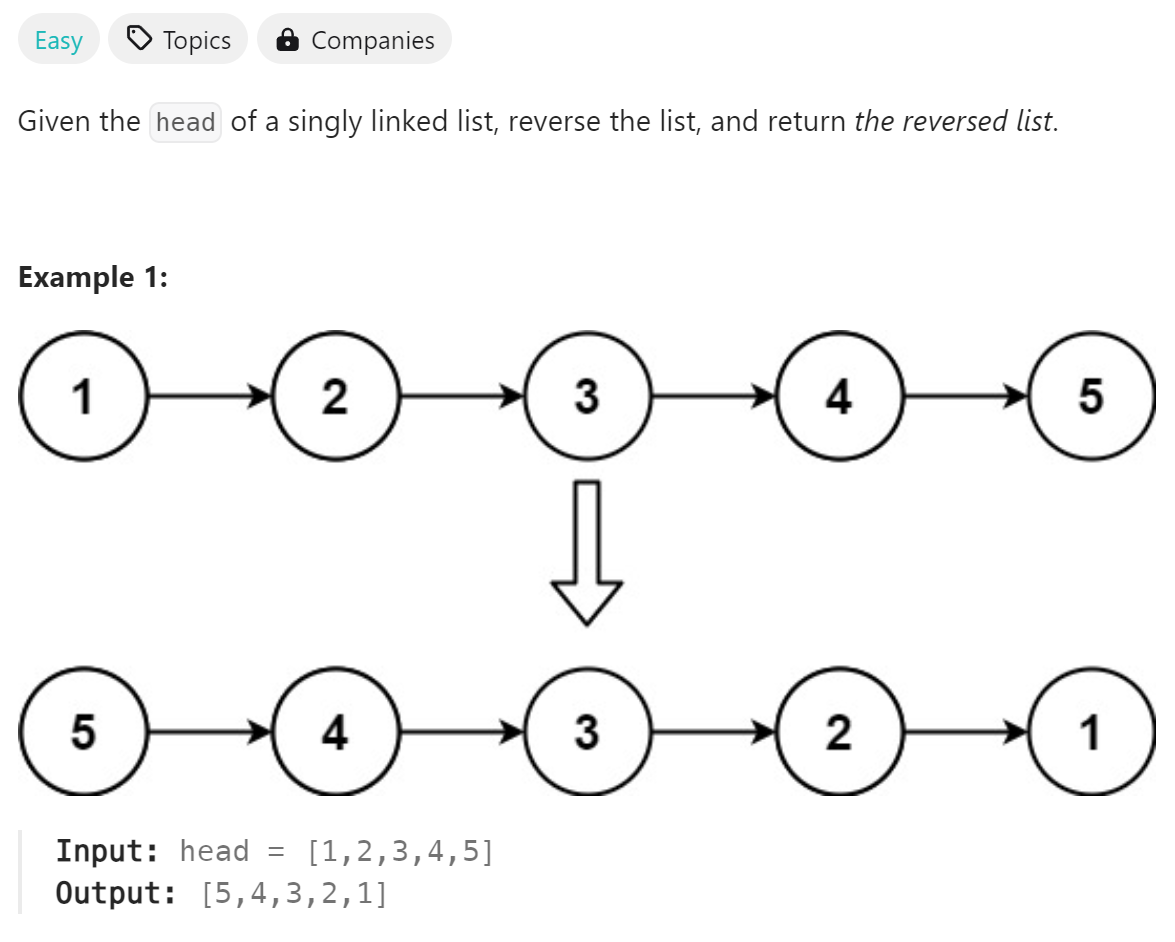 Easy Topics Companies
Given the head of a singly linked list, reverse the list, and return the reversed list.
Example 1:
1 2 3 4 5
5 4 3 2 1
Input: head = [1,2,3,4,5]
Output: [5,4,3,2,1]